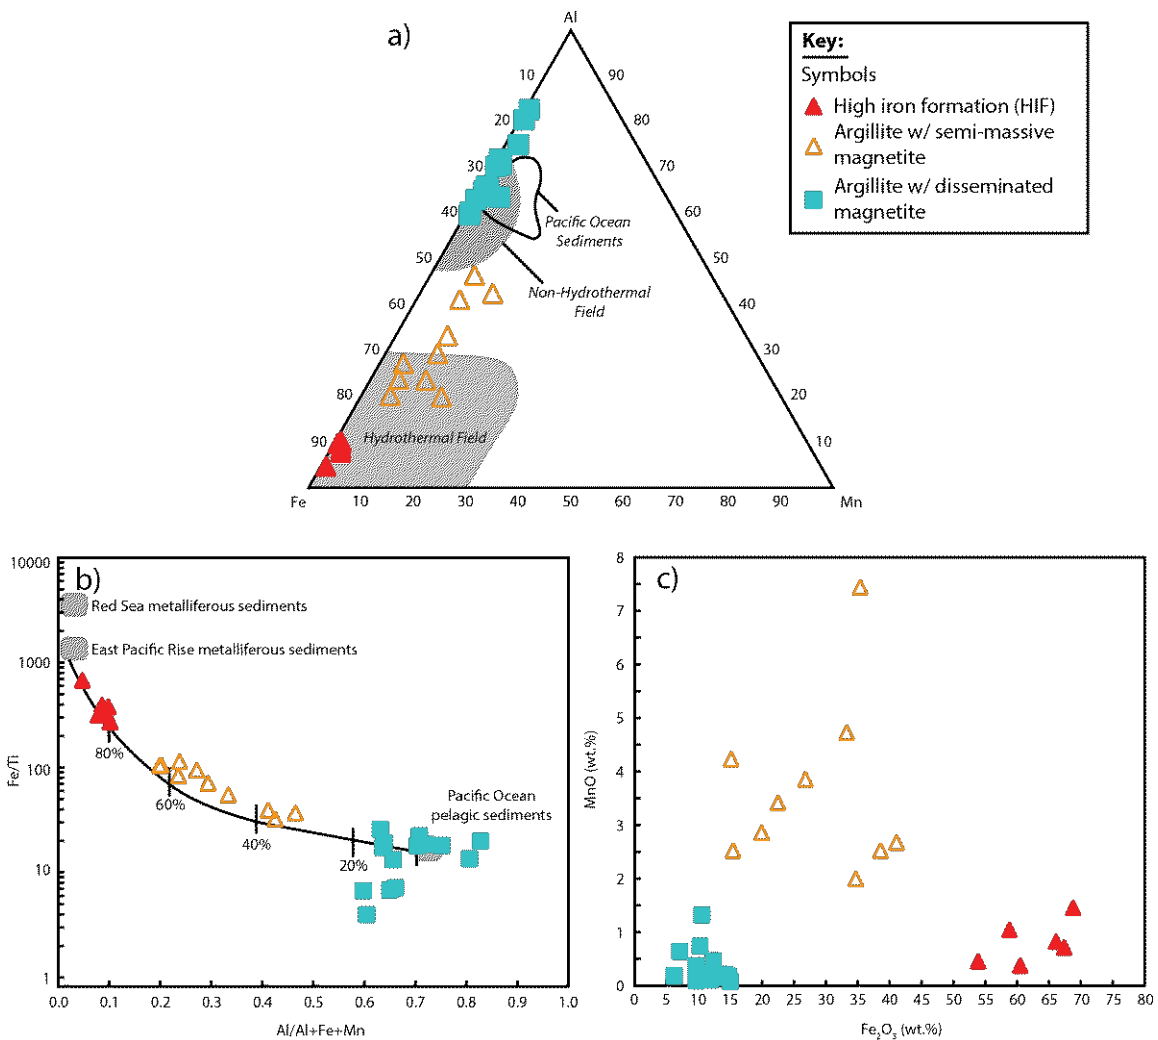 a)
Al
10
90
20
80
30
70
40
60
50
50
60
40
70
30
80
20
90
10
Fe
10
20
30
40
50
60
70
80
90
Mn
Pacific Ocean
Sediments
Non-Hydrothermal
Field
Hydrothermal Field
Key:
Symbols
High iron formation (HIF)
Argillite w/ semi-massive
magnetite
Argillite w/ disseminated
magnetite
b)
10000
1000
100
10
1
Fe/Ti
Red Sea metalliferous sediments
East Pacific Rise metalliferous sediments
80%
60%
40%
20%
Pacific Ocean
pelagic sediments
0.0
0.1
0.2
0.3
0.4
0.5
0.6
0.7
0.8
0.9
1.0
Al/Al+Fe+Mn
c)
8
7
6
5
4
3
2
1
0
MnO (wt.%)
0
5
10
15
20
25
30
35
40
45
50
55
60
65
70
75
80
Fe₂O₃ (wt.%)